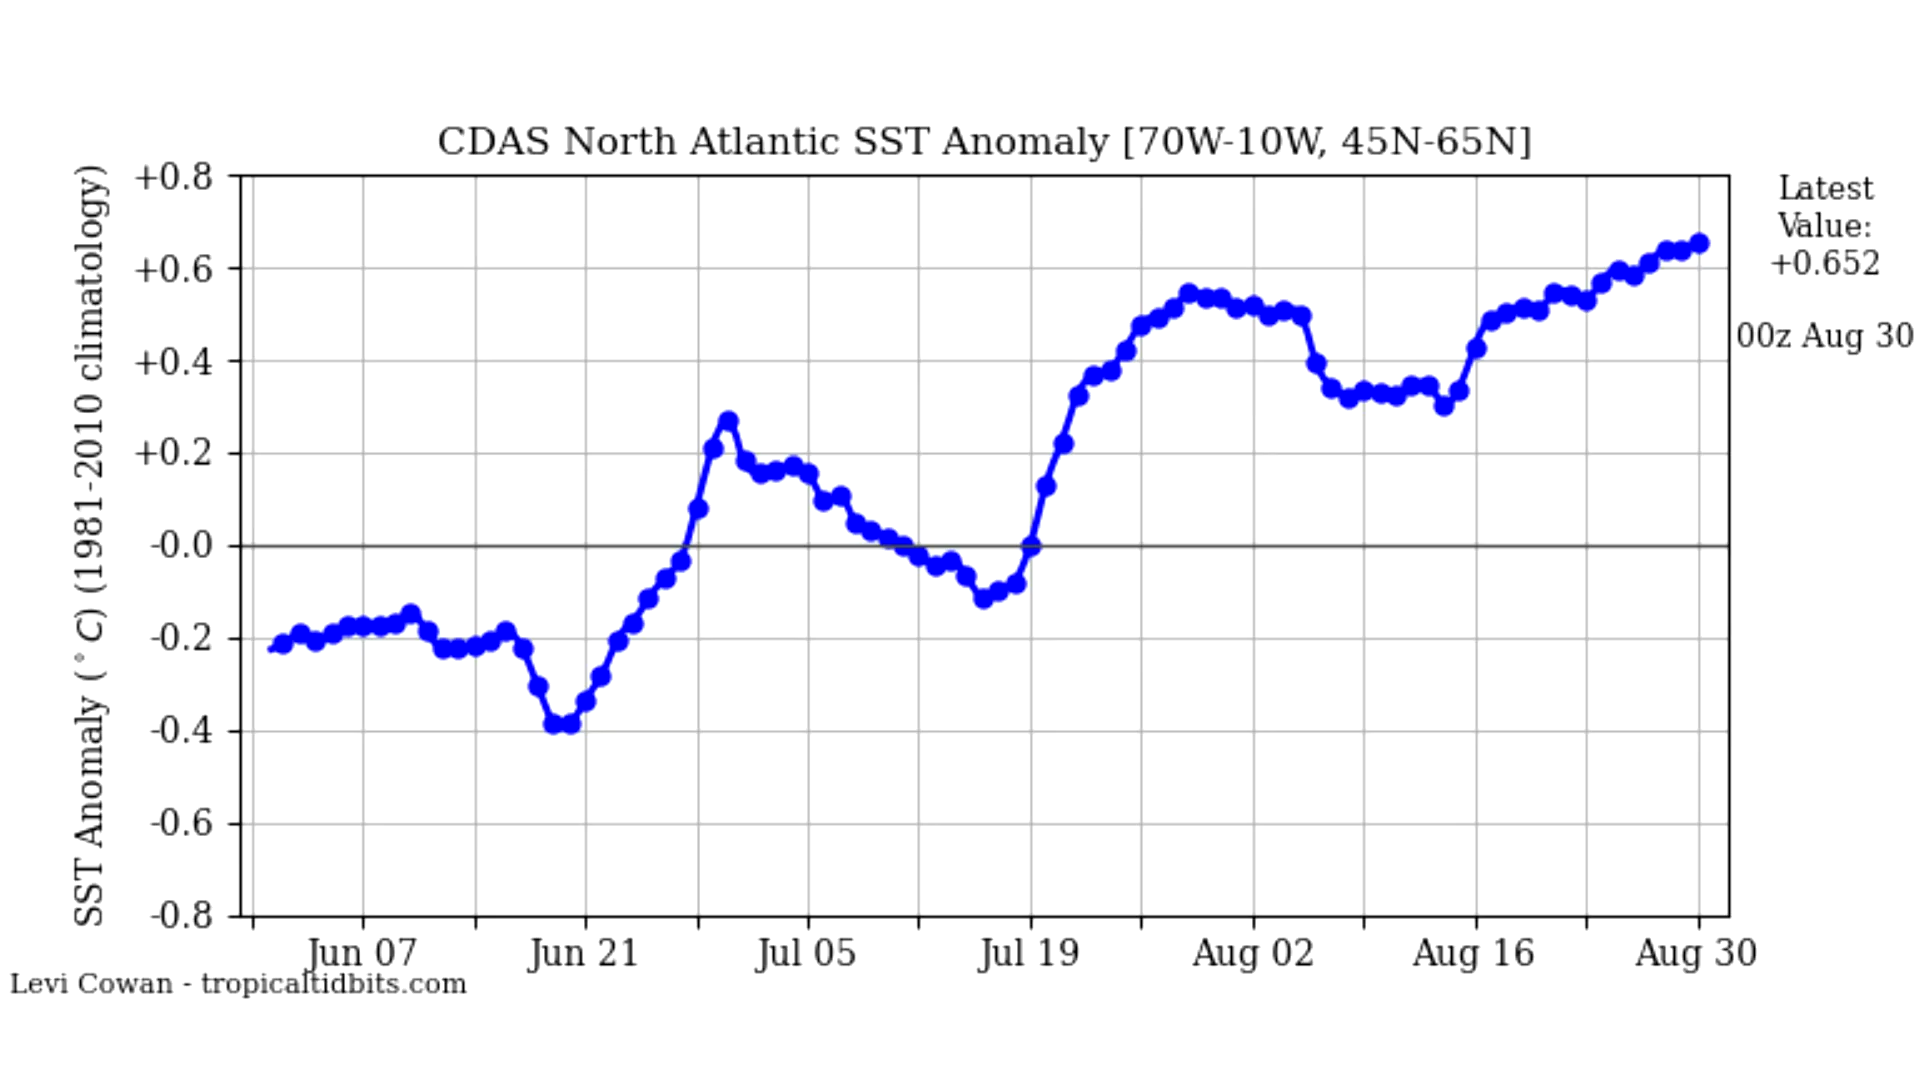 CDAS North Atlantic SST Anomaly [70W-10W, 45N-65N]
SST Anomaly (°C) (1981-2010 climatology)
+0.8
+0.6
+0.4
+0.2
-0.0
-0.2
-0.4
-0.6
-0.8
Jun 07 Jun 21 Jul 05 Jul 19 Aug 02 Aug 16 Aug 30
Latest
Value:
+0.652
00z Aug 30
Levi Cowan - tropicaltidbits.com